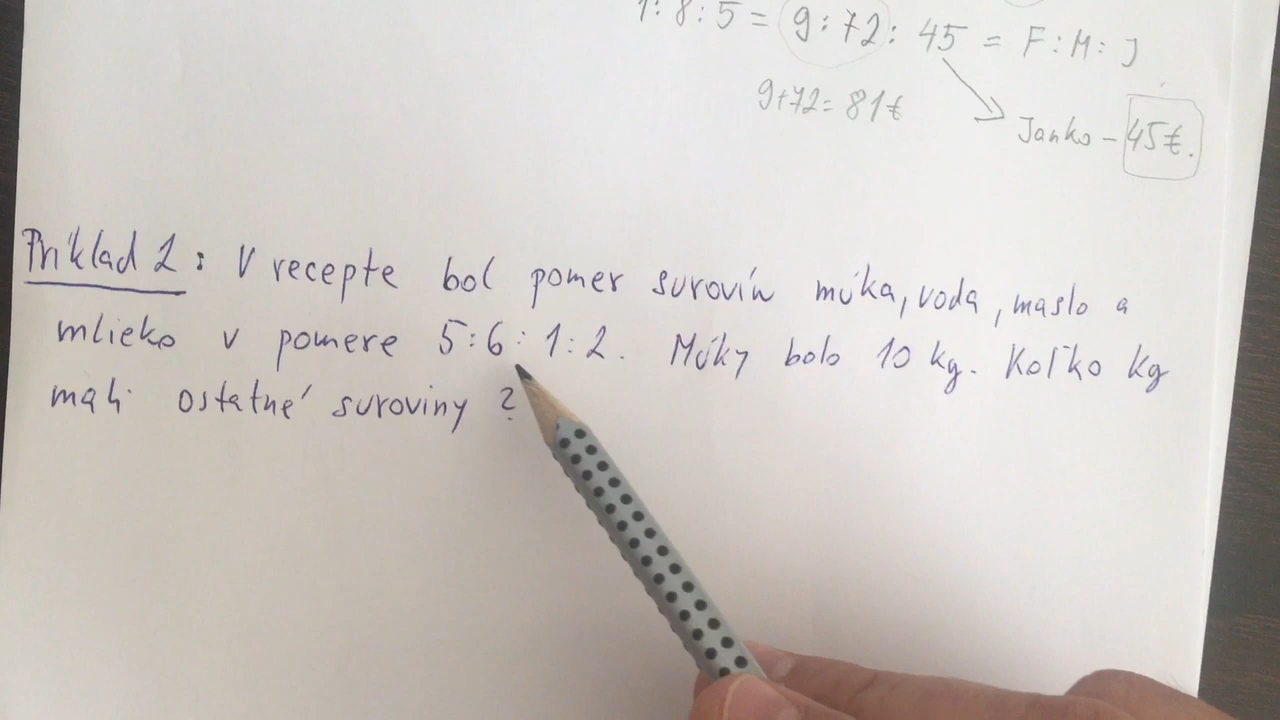 1:8:5 = 9:72:45 = F:M:J
9+72=81€
Janko - 45€.
Príklad 2: V recepte bol pomer surovín múka, voda, maslo a
mlieko v pomere 5:6:1:2. Múky bolo 10 kg. Koľko kg
mali ostatné suroviny?